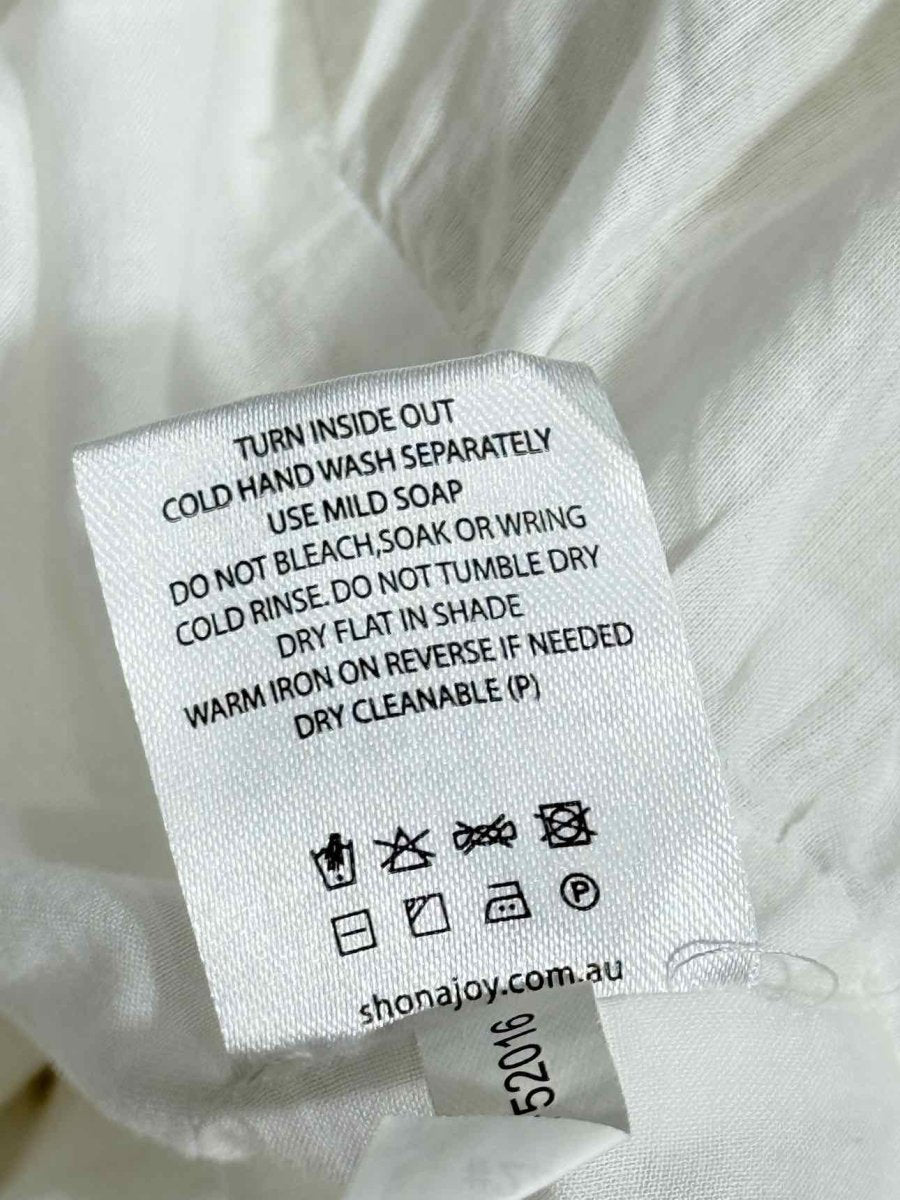 TURN INSIDE OUT
COLD HAND WASH SEPARATELY
USE MILD SOAP
DO NOT BLEACH,SOAK OR WRING
COLD RINSE. DO NOT TUMBLE DRY
DRY FLAT IN SHADE
WARM IRON ON REVERSE IF NEEDED
DRY CLEANABLE (P)
P
shonajoy.com.au
52016